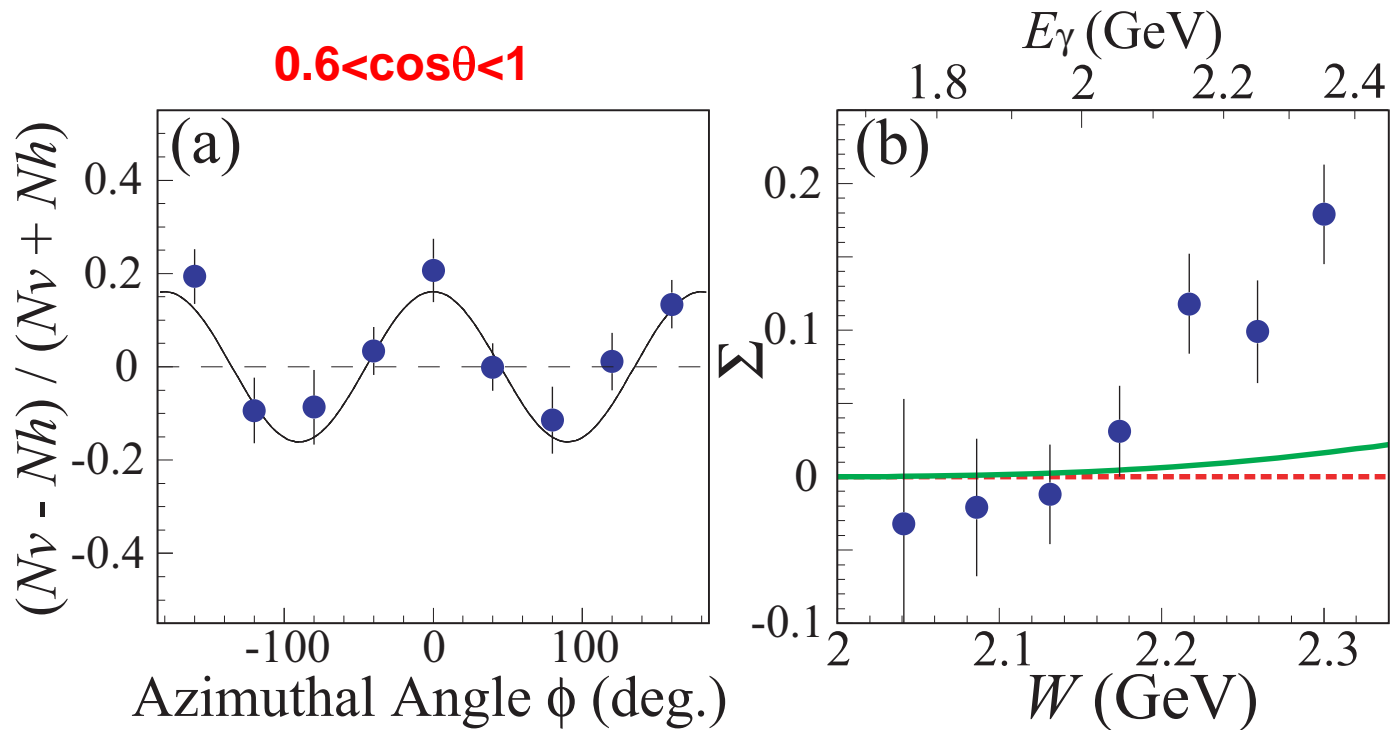 0.6<cosθ<1
(a)
(Nv - Nh) / (Nv + Nh)
0.4
0.2
0
-0.2
-0.4
-100 0 100
Azimuthal Angle ϕ (deg.)
Eγ (GeV)
1.8 2 2.2 2.4
(b)
Σ
0.2
0.1
0
-0.1
2 2.1 2.2 2.3
W (GeV)